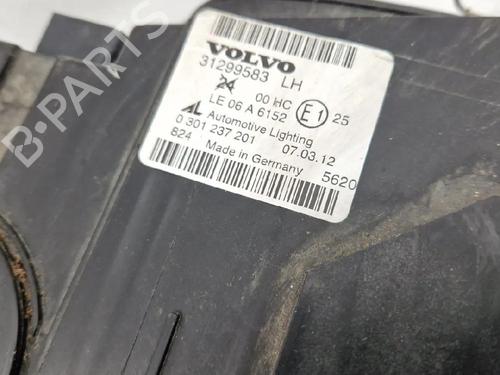 VOLVO
31299583 LH
00 HC
LE 06 A 6152 E1 25
AL Automotive Lighting
0 301 237 201 07.03.12
824 Made in Germany 5620
B-PARTS